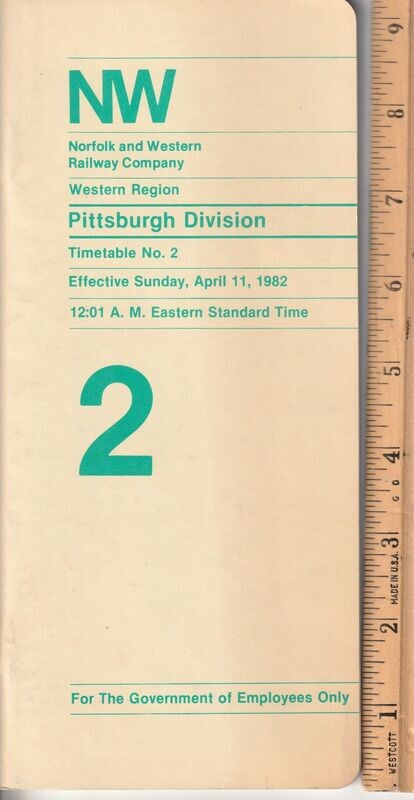 NW
Norfolk and Western
Railway Company
Western Region
Pittsburgh Division
Timetable No. 2
Effective Sunday, April 11, 1982
12:01 A. M. Eastern Standard Time
2
For The Government of Employees Only
9
8
7
6
5
4
G D
3
MADE IN U.S.A.
2
1
WESTCOTT